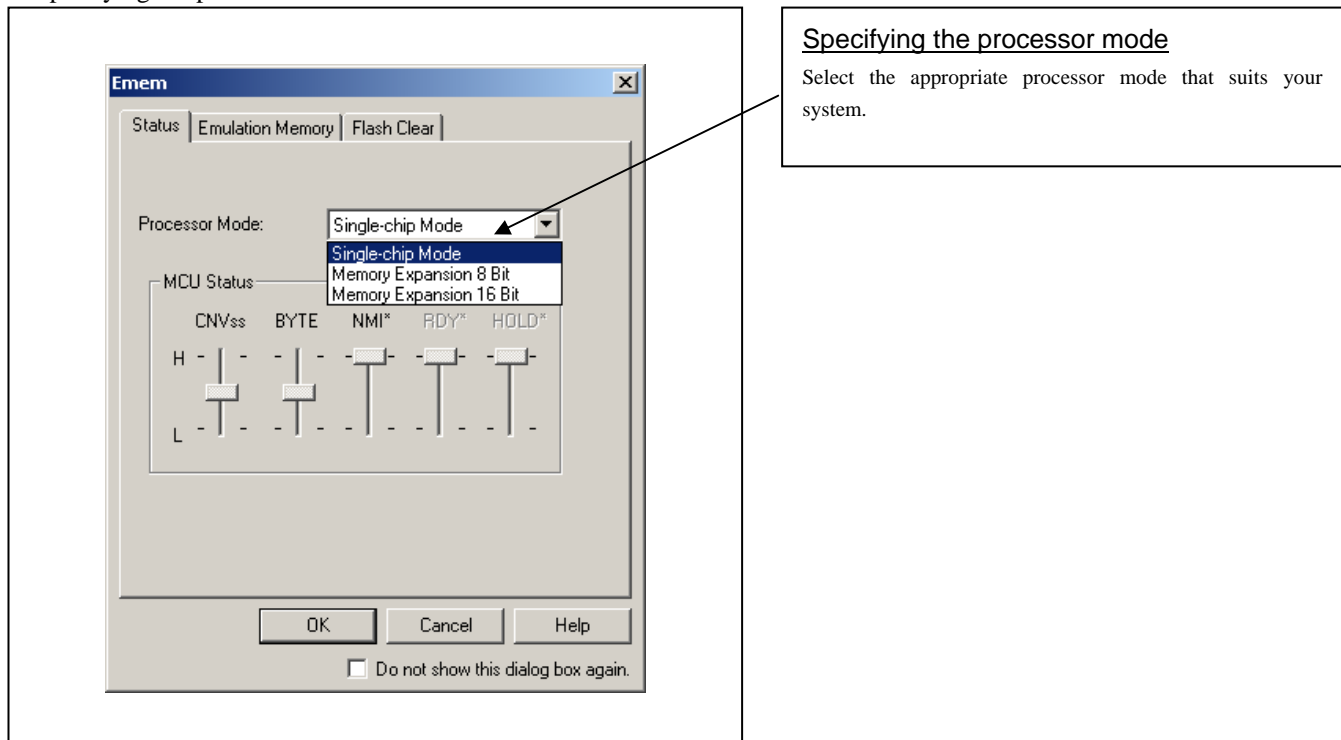 Specifying the processor mode
Select the appropriate processor mode that suits your
system.
Emem
Status Emulation Memory Flash Clear
Processor Mode: Single-chip Mode
Single-chip Mode
Memory Expansion 8 Bit
Memory Expansion 16 Bit
MCU Status
CNVss BYTE NMI* RDY* HOLD*
H
L
OK Cancel Help
Do not show this dialog box again.